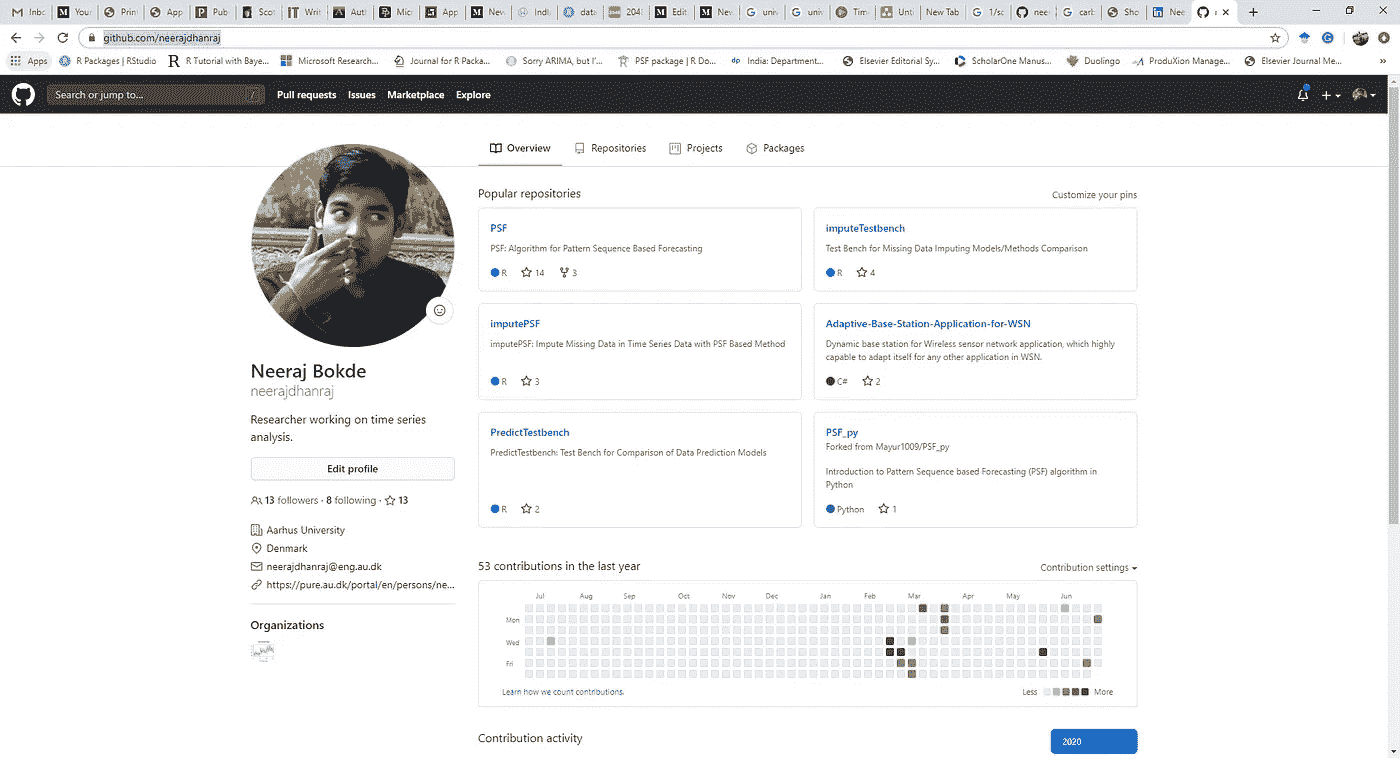 Inbo
You
Print
App
Pub
Scot
Writ
Aut
Mic
App
Nev
Indi
data
204
Edit
Nev
univ
univ
Time
Unti
New Tab
1/sc
nee
carb
Sho
Nee
github.com/neerajdhanraj
Apps
R Packages | RStudio
R Tutorial with Baye...
Microsoft Research...
Journal for R Packa...
Sorry ARIMA, but I'...
PSF package | R Do...
India: Department...
Elsevier Editorial Sy...
ScholarOne Manus...
Duolingo
ProduXion Manage...
Elsevier Journal Me...
Search or jump to...
/
Pull requests
Issues
Marketplace
Explore
Overview
Repositories
Projects
Packages
Popular repositories
Customize your pins
PSF
PSF: Algorithm for Pattern Sequence Based Forecasting
R 14 3
imputeTestbench
Test Bench for Missing Data Imputing Models/Methods Comparison
R 4
imputePSF
imputePSF: Impute Missing Data in Time Series Data with PSF Based Method
R 3
Adaptive-Base-Station-Application-for-WSN
Dynamic base station for Wireless sensor network application, which highly
capable to adapt itself for any other application in WSN.
C# 2
PredictTestbench
PredictTestbench: Test Bench for Comparison of Data Prediction Models
R 2
PSF_py
Forked from Mayur1009/PSF_py
Introduction to Pattern Sequence based Forecasting (PSF) algorithm in
Python
Python 1
Neeraj Bokde
neerajdhanraj
Researcher working on time series
analysis.
Edit profile
13 followers · 8 following · 13
Aarhus University
Denmark
neerajdhanraj@eng.au.dk
https://pure.au.dk/portal/en/persons/ne...
Organizations
53 contributions in the last year
Contribution settings
Jul Aug Sep Oct Nov Dec Jan Feb Mar Apr May Jun
Mon
Wed
Fri
Learn how we count contributions.
Less More
Contribution activity
2020